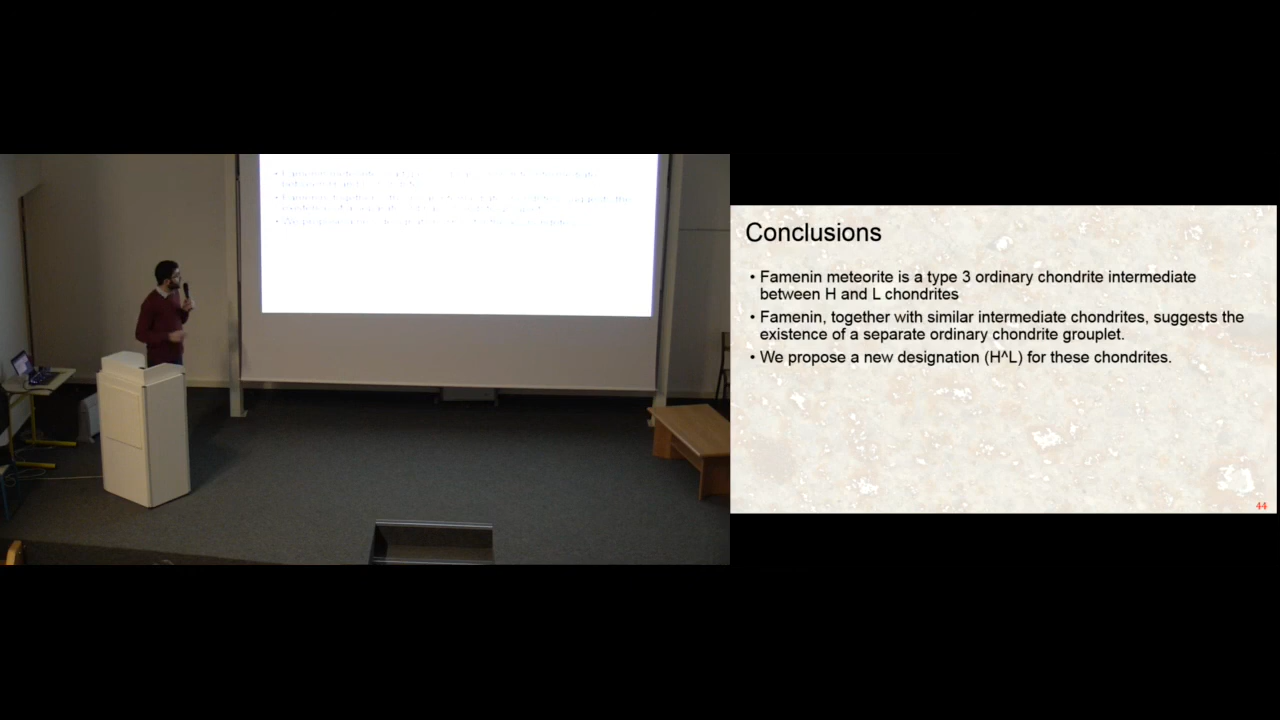 Conclusions
• Famenin meteorite is a type 3 ordinary chondrite intermediate
between H and L chondrites
• Famenin, together with similar intermediate chondrites, suggests the
existence of a separate ordinary chondrite grouplet.
• We propose a new designation (H^L) for these chondrites.
44